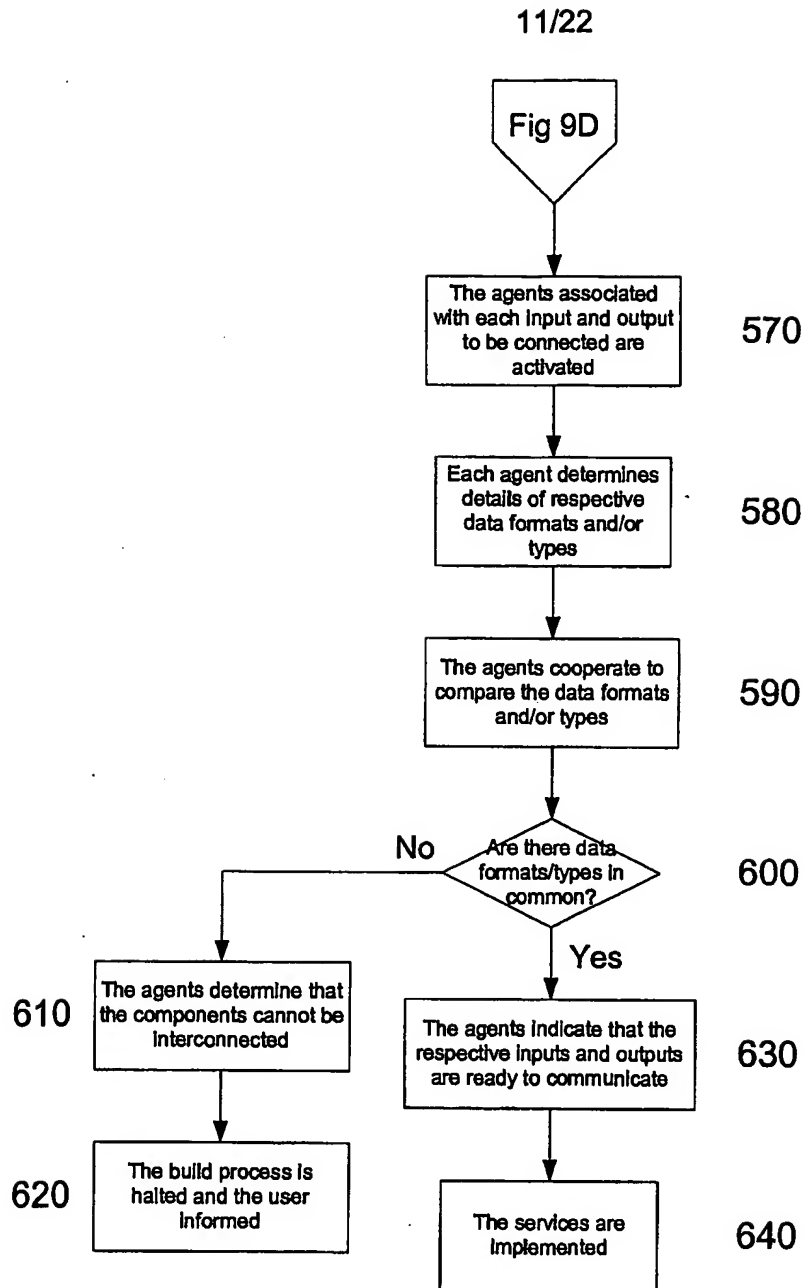 11/22
Fig 9D
The agents associated
with each input and output
to be connected are
activated
570
Each agent determines
details of respective
data formats and/or
types
580
The agents cooperate to
compare the data formats
and/or types
590
No
Are there data
formats/types in
common?
600
Yes
610
The agents determine that
the components cannot be
interconnected
The agents indicate that the
respective inputs and outputs
are ready to communicate
630
620
The build process is
halted and the user
informed
The services are
implemented
640